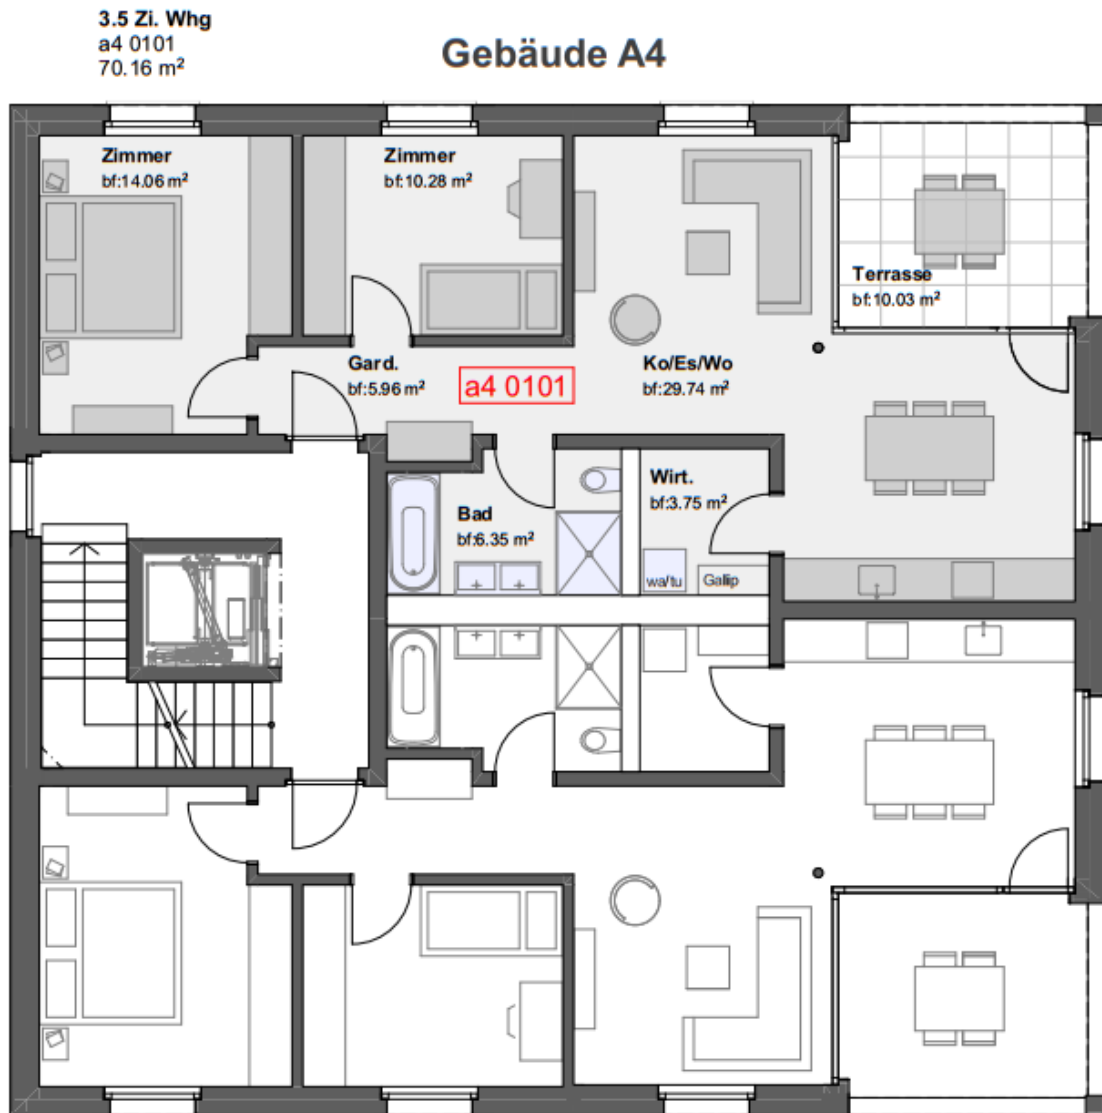 3.5 Zi. Whg
a4 0101
70.16 m²
Gebäude A4
Zimmer
bf:14.06 m²
Zimmer
bf:10.28 m²
Terrasse
bf:10.03 m²
Gard.
bf:5.96 m²
a4 0101
Ko/Es/Wo
bf:29.74 m²
Bad
bf:6.35 m²
Wirt.
bf:3.75 m²
wa/tu
Gallip